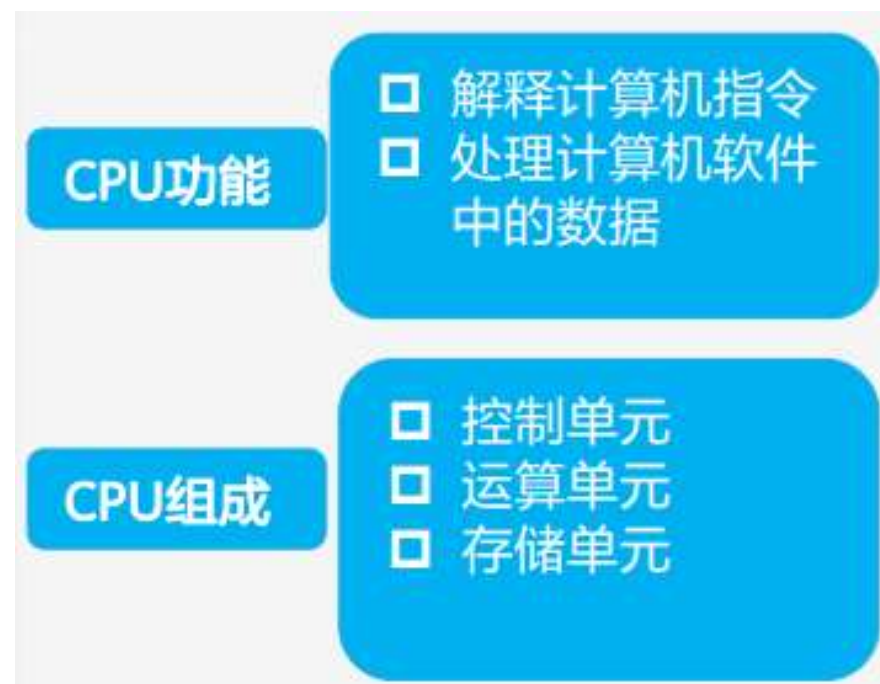 CPU功能
解释计算机指令
处理计算机软件
中的数据
CPU组成
控制单元
运算单元
存储单元